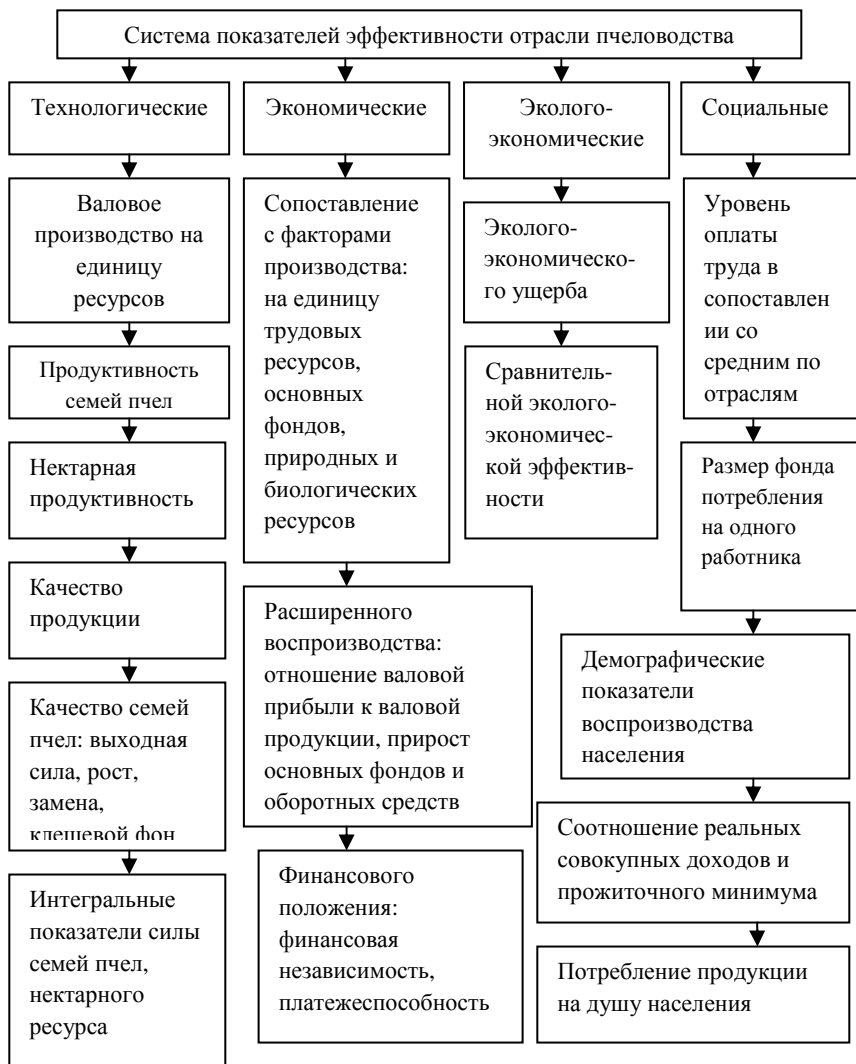 Система показателей эффективности отрасли пчеловодства
Технологические
Валовое
производство на
единицу
ресурсов
Продуктивность
семей пчел
Нектарная
продуктивность
Качество
продукции
Качество семей
пчел: выходная
сила, рост,
замена,
клещевой фон
Интегральные
показатели силы
семей пчел,
нектарного
ресурса
Экономические
Сопоставление
с факторами
производства:
на единицу
трудовых
ресурсов,
основных
фондов,
природных и
биологических
ресурсов
Расширенного
воспроизводства:
отношение валовой
прибыли к валовой
продукции, прирост
основных фондов и
оборотных средств
Финансового
положения:
финансовая
независимость,
платежеспособность
Эколого-
экономические
Эколого-
экономическо-
го ущерба
Сравнитель-
ной эколого-
экономичес-
кой эффектив-
ности
Социальные
Уровень
оплаты
труда в
сопоставлен
ии со
средним по
отраслям
Размер фонда
потребления
на одного
работника
Демографические
показатели
воспроизводства
населения
Соотношение реальных
совокупных доходов и
прожиточного минимума
Потребление продукции
на душу населения